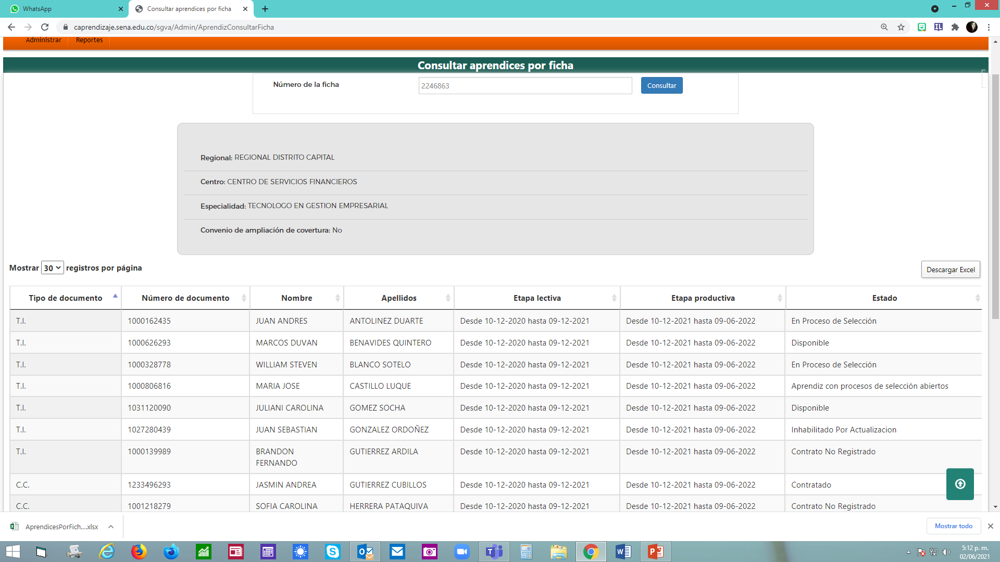 WhatsApp
Consultar aprendices por ficha
caprendizaje.sena.edu.co/sgva/Admin/AprendizConsultarFicha
Administrar Reportes
Consultar aprendices por ficha
Número de la ficha 2246863 Consultar
Regional: REGIONAL DISTRITO CAPITAL
Centro: CENTRO DE SERVICIOS FINANCIEROS
Especialidad: TECNOLOGO EN GESTION EMPRESARIAL
Convenio de ampliación de covertura: No
Mostrar 30 registros por página Descargar Excel
Tipo de documento Número de documento Nombre Apellidos Etapa lectiva Etapa productiva Estado
T.I. 1000162435 JUAN ANDRES ANTOLINEZ DUARTE Desde 10-12-2020 hasta 09-12-2021 Desde 10-12-2021 hasta 09-06-2022 En Proceso de Selección
T.I. 1000626293 MARCOS DUVAN BENAVIDES QUINTERO Desde 10-12-2020 hasta 09-12-2021 Desde 10-12-2021 hasta 09-06-2022 Disponible
T.I. 1000328778 WILLIAM STEVEN BLANCO SOTELO Desde 10-12-2020 hasta 09-12-2021 Desde 10-12-2021 hasta 09-06-2022 En Proceso de Selección
T.I. 1000806816 MARIA JOSE CASTILLO LUQUE Desde 10-12-2020 hasta 09-12-2021 Desde 10-12-2021 hasta 09-06-2022 Aprendiz con procesos de selección abiertos
T.I. 1031120090 JULIANI CAROLINA GOMEZ SOCHA Desde 10-12-2020 hasta 09-12-2021 Desde 10-12-2021 hasta 09-06-2022 Disponible
T.I. 1027280439 JUAN SEBASTIAN GONZALEZ ORDOÑEZ Desde 10-12-2020 hasta 09-12-2021 Desde 10-12-2021 hasta 09-06-2022 Inhabilitado Por Actualizacion
T.I. 1000139989 BRANDON GUTIERREZ ARDILA Desde 10-12-2020 hasta 09-12-2021 Desde 10-12-2021 hasta 09-06-2022 Contrato No Registrado
FERNANDO
C.C. 1233496293 JASMIN ANDREA GUTIERREZ CUBILLOS Desde 10-12-2020 hasta 09-12-2021 Desde 10-12-2021 hasta 09-06-2022 Contratado
C.C. 1001218279 SOFIA CAROLINA HERRERA PATAQUIVA Desde 10-12-2020 hasta 09-12-2021 Desde 10-12-2021 hasta 09-06-2022 Contrato No Registrado
AprendicesPorFich....xlsx Mostrar todo
5:12 p. m.
02/06/2021